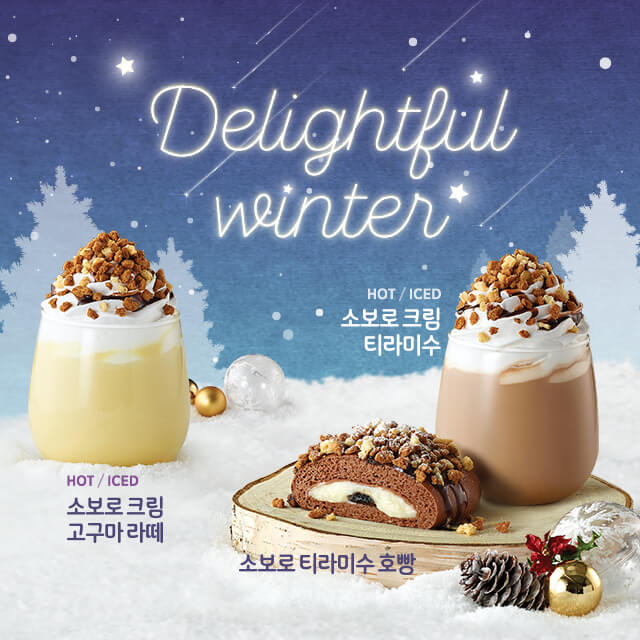 Delightful
winter
HOT / ICED
소보로 크림
티라미수
HOT / ICED
소보로 크림
고구마 라떼
소보로 티라미수 호빵